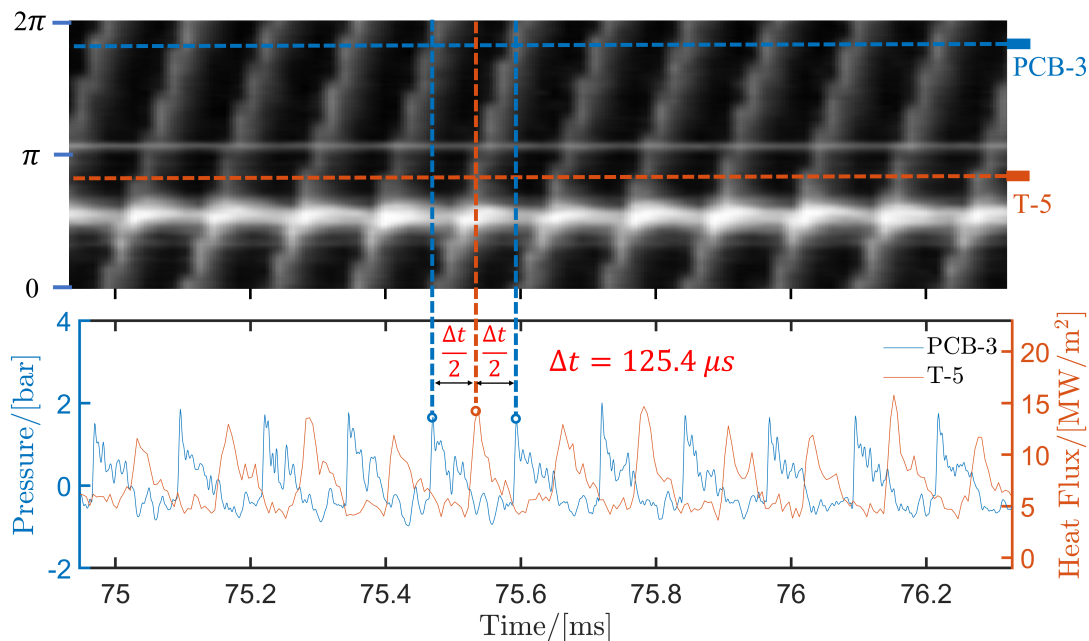 2π
PCB-3
π
T-5
0
4
2
0
-2
Pressure/[bar]
Δt/2 Δt/2
Δt = 125.4 μs
PCB-3
T-5
20
15
10
5
0
Heat Flux/[MW/m²]
75 75.2 75.4 75.6 75.8 76 76.2
Time/[ms]